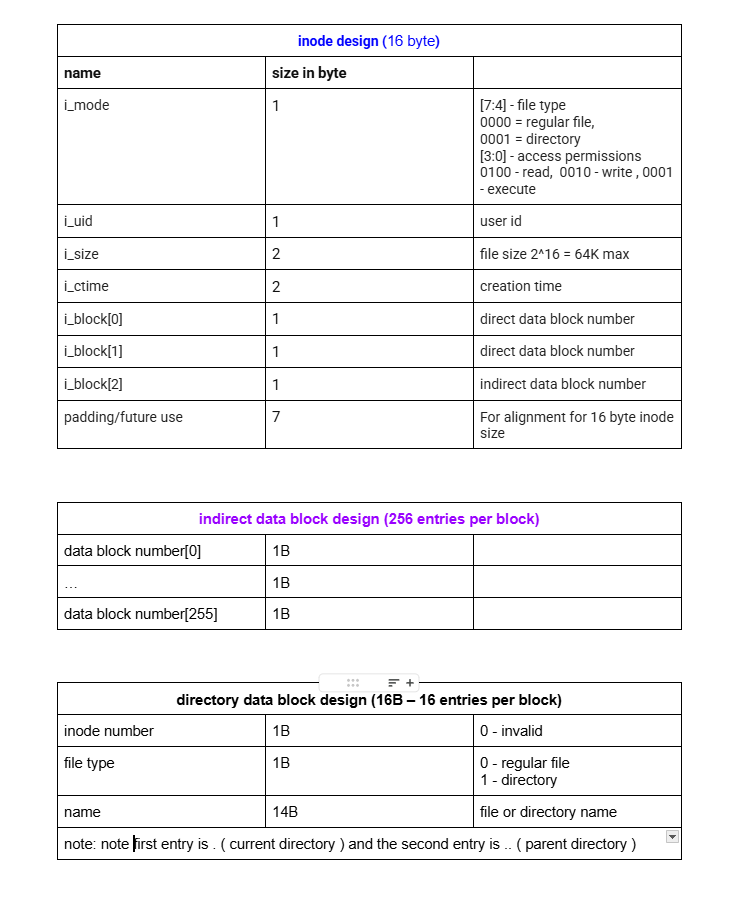 inode design (16 byte)
name size in byte
i_mode 1 [7:4] - file type
0000 = regular file,
0001 = directory
[3:0] - access permissions
0100 - read,  0010 - write , 0001
- execute
i_uid 1 user id
i_size 2 file size 2^16 = 64K max
i_ctime 2 creation time
i_block[0] 1 direct data block number
i_block[1] 1 direct data block number
i_block[2] 1 indirect data block number
padding/future use 7 For alignment for 16 byte inode
size
indirect data block design (256 entries per block)
data block number[0] 1B
... 1B
data block number[255] 1B
directory data block design (16B – 16 entries per block)
inode number 1B 0 - invalid
file type 1B 0 - regular file
1 - directory
name 14B file or directory name
note: note first entry is . ( current directory ) and the second entry is .. ( parent directory )